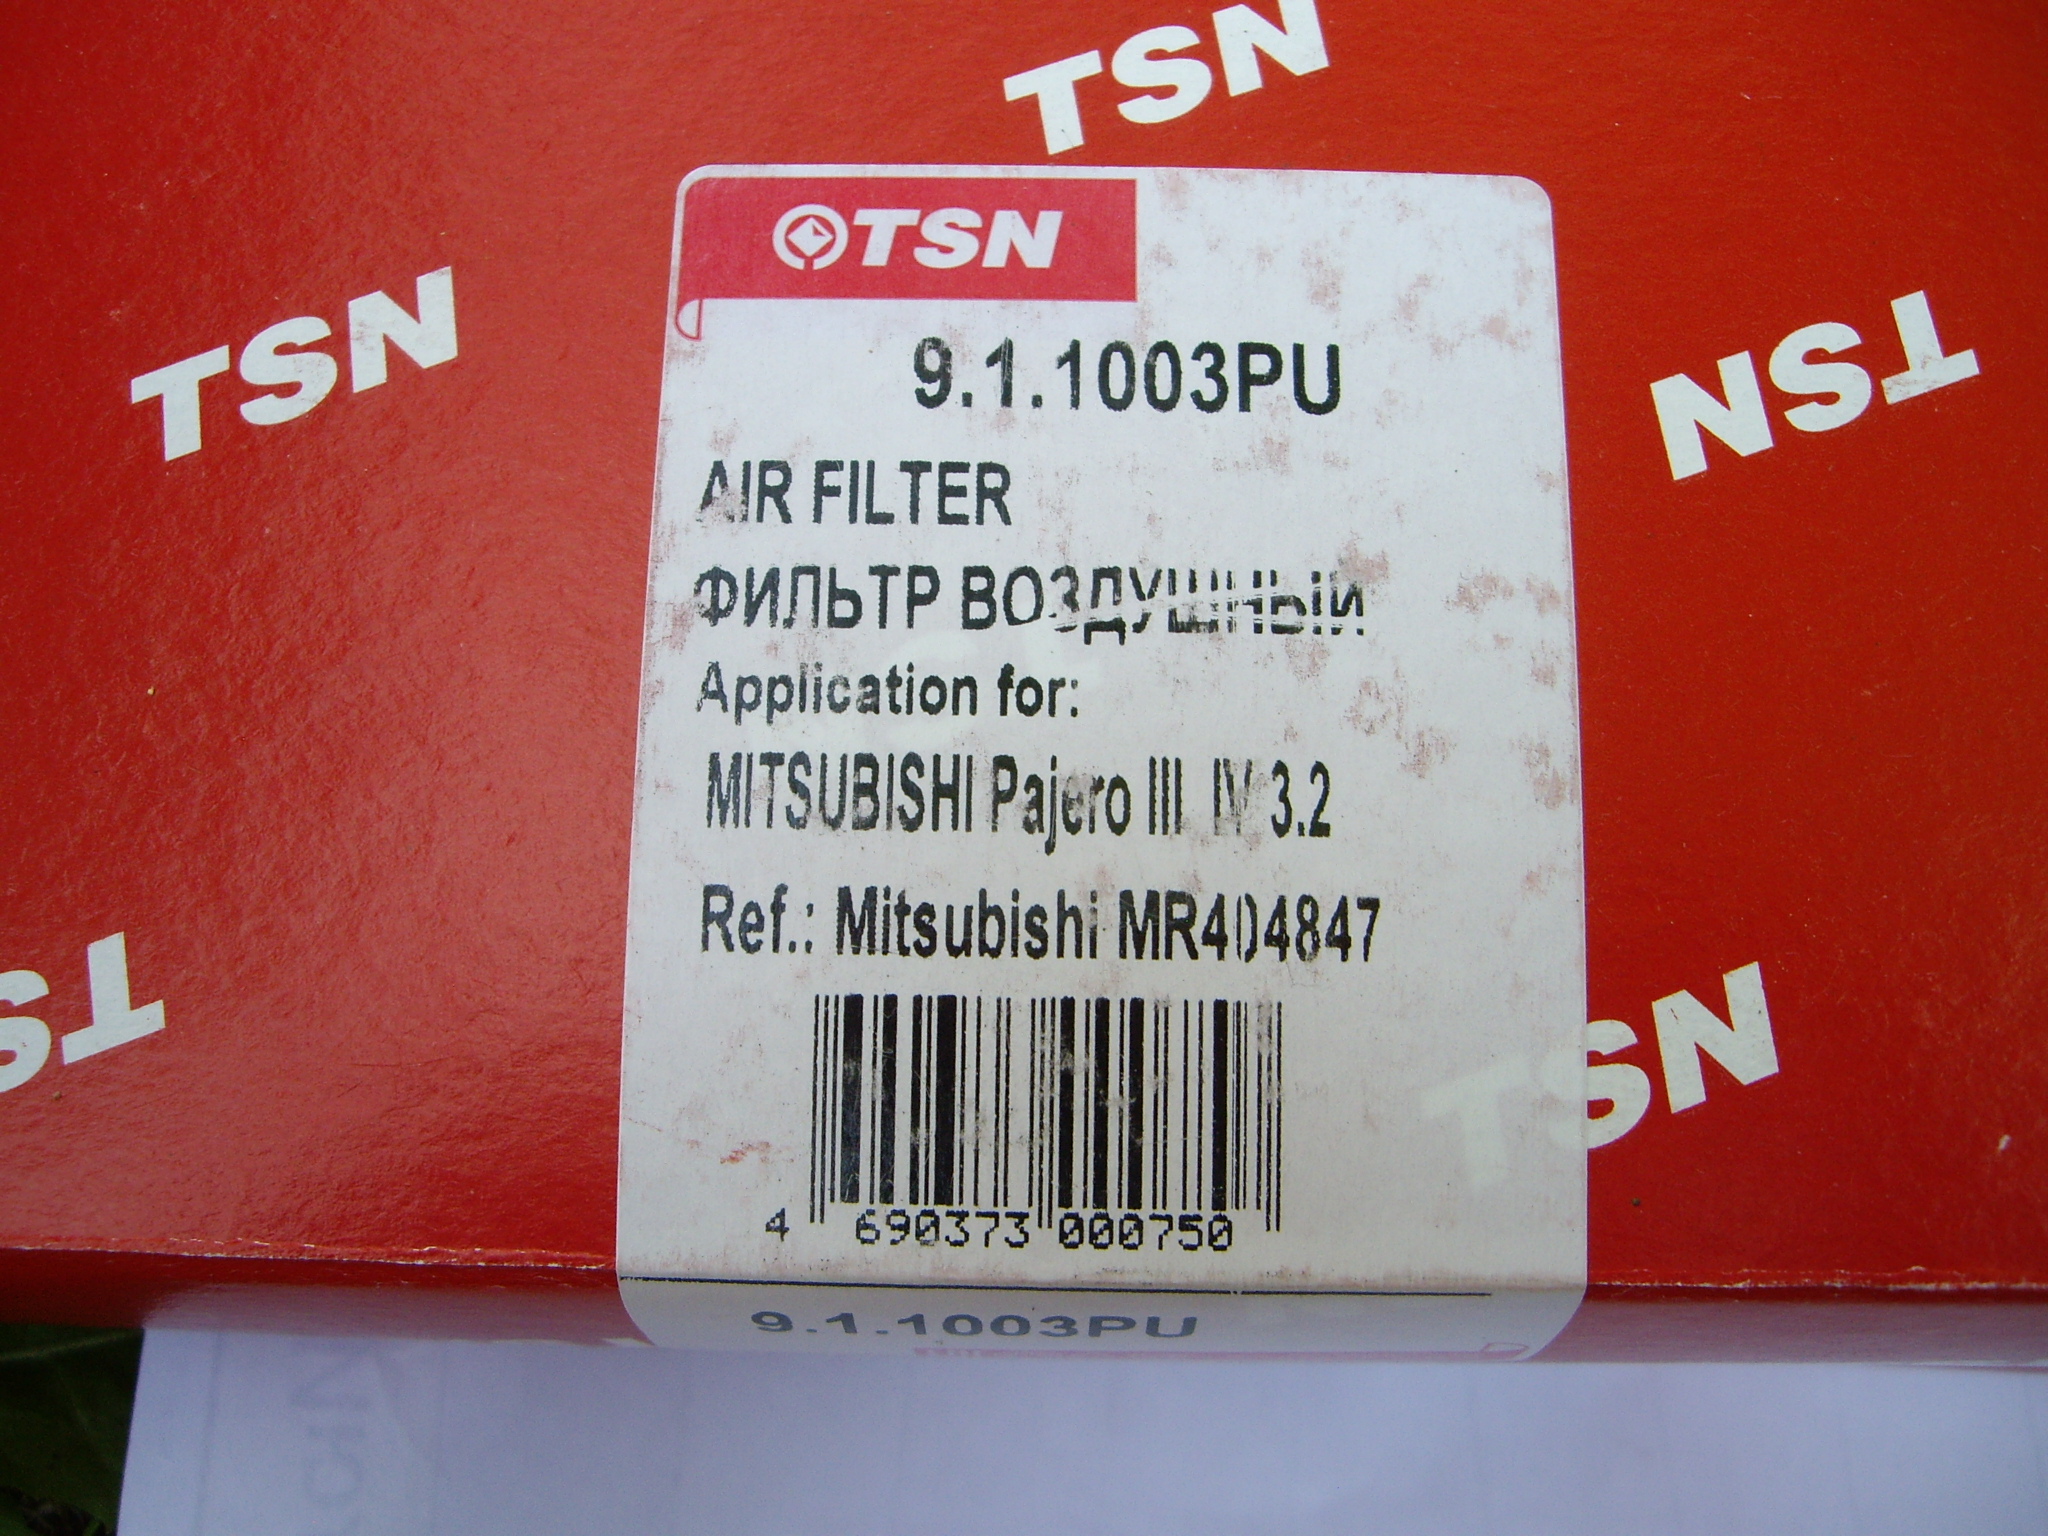 TSN
TSN
TSN
TSN
9.1.1003PU
AIR FILTER
ФИЛЬТР ВОЗДУШНЫЙ
Application for:
MITSUBISHI Pajero III IV 3.2
Ref.: Mitsubishi MR404847
4 690373 000750
TSN
TSN
9.1.1003PU